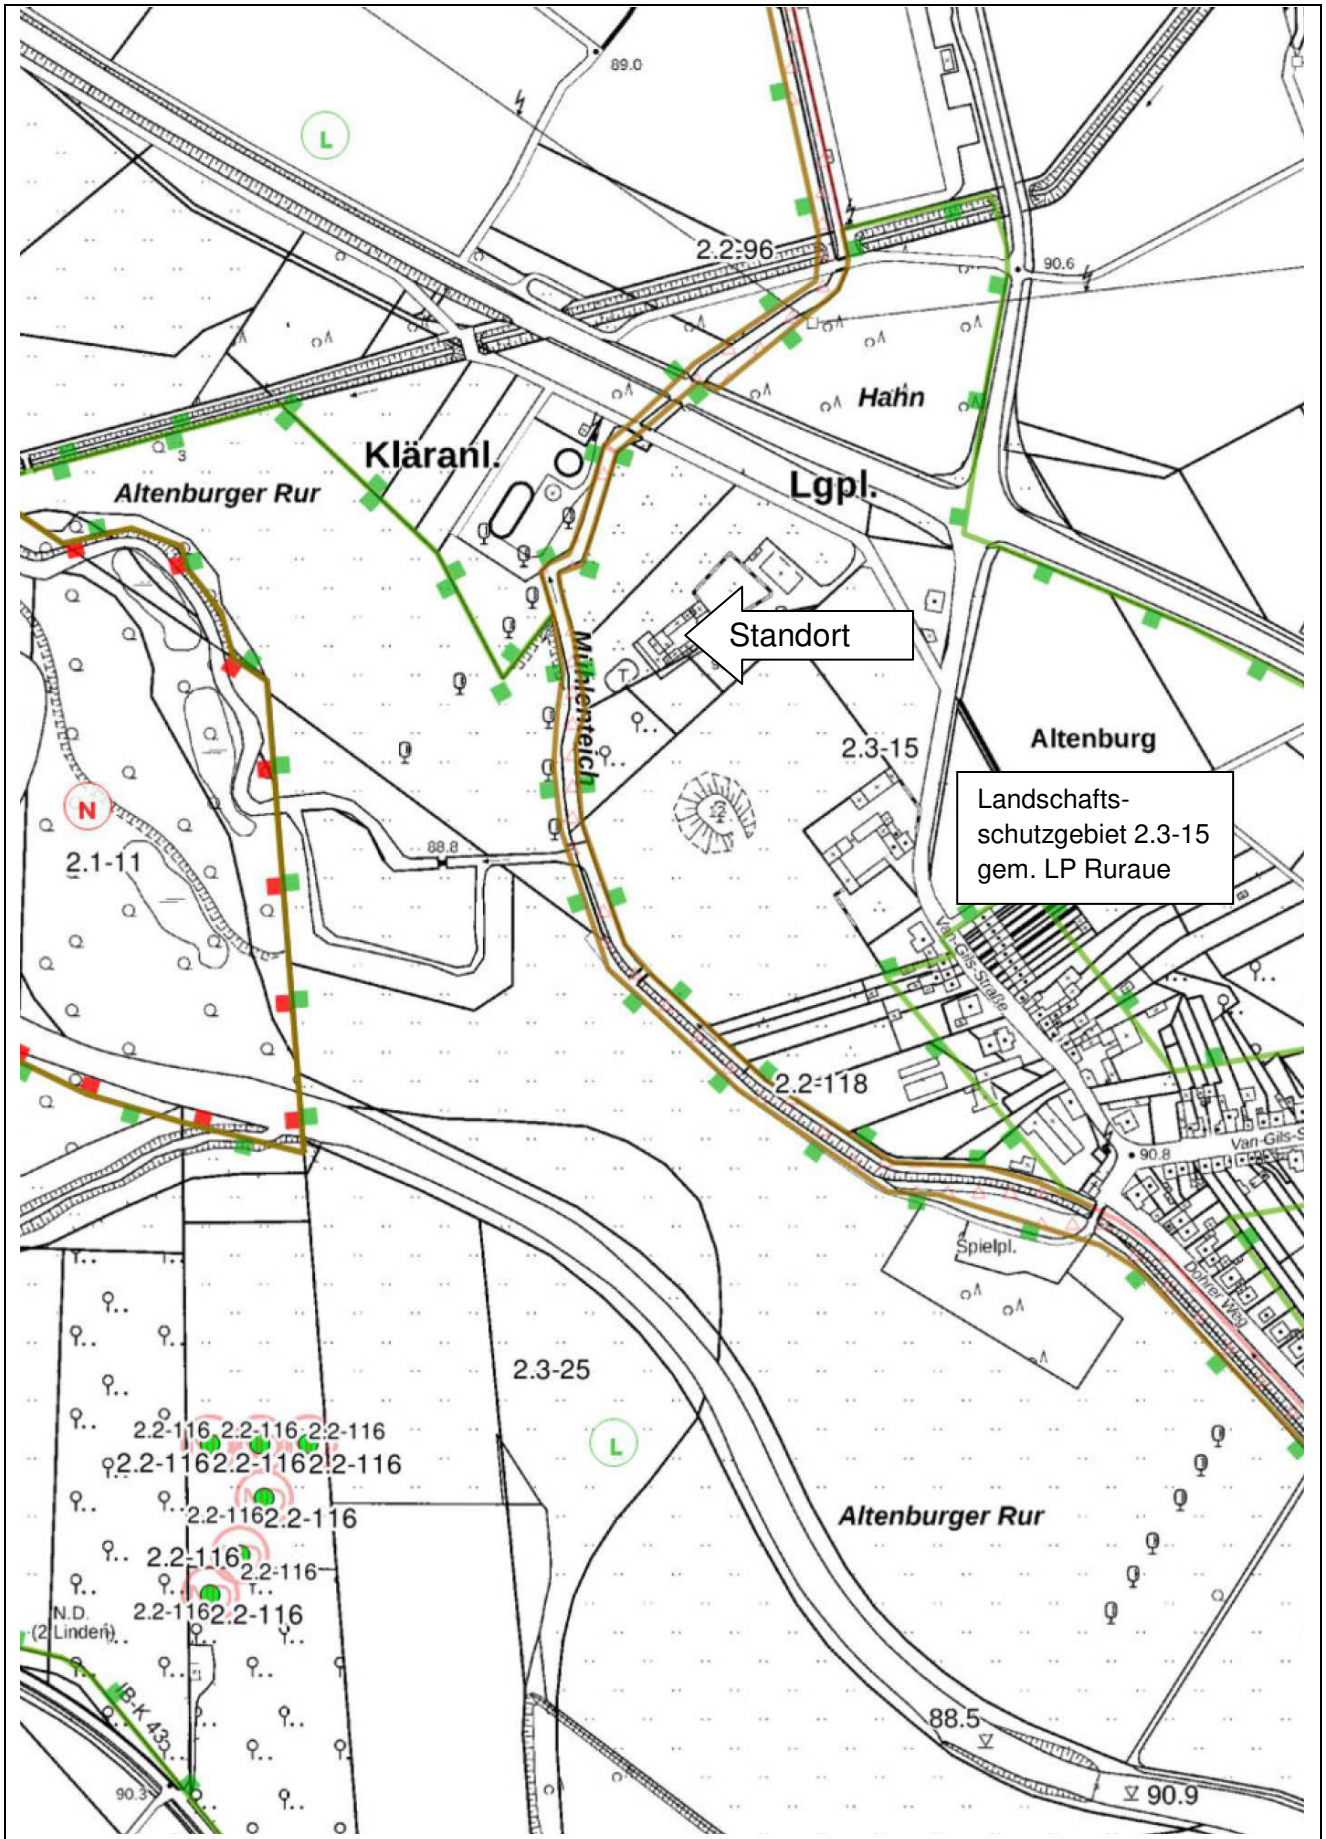 89.0
L
2.2-96
90.6
Hahn
Kläranl.
Lgpl.
3
Altenburger Rur
Mühlenteich
Standort
T
2.3-15
Altenburg
N
2.1-11
88.8
Landschafts-
schutzgebiet 2.3-15
gem. LP Ruraue
Van-Gils-Straße
2.2-118
90.8
Van-Gils-S
Spielpl.
Dohrer Weg
2.3-25
L
2.2-116 2.2-116 2.2-116
2.2-116 2.2-116 2.2-116
ND
2.2-116 2.2-116
2.2-116
2.2-116
ND
2.2-116 2.2-116
N.D.
(2 Linden)
Altenburger Rur
K 43
90.3
88.5
90.9